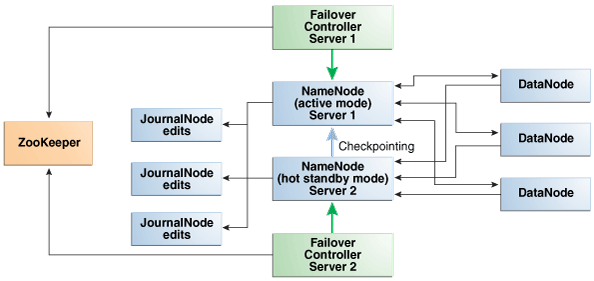 Failover
Controller
Server 1
NameNode
(active mode)
Server 1
DataNode
JournalNode
edits
ZooKeeper
DataNode
Checkpointing
NameNode
(hot standby mode)
Server 2
JournalNode
edits
DataNode
JournalNode
edits
Failover
Controller
Server 2